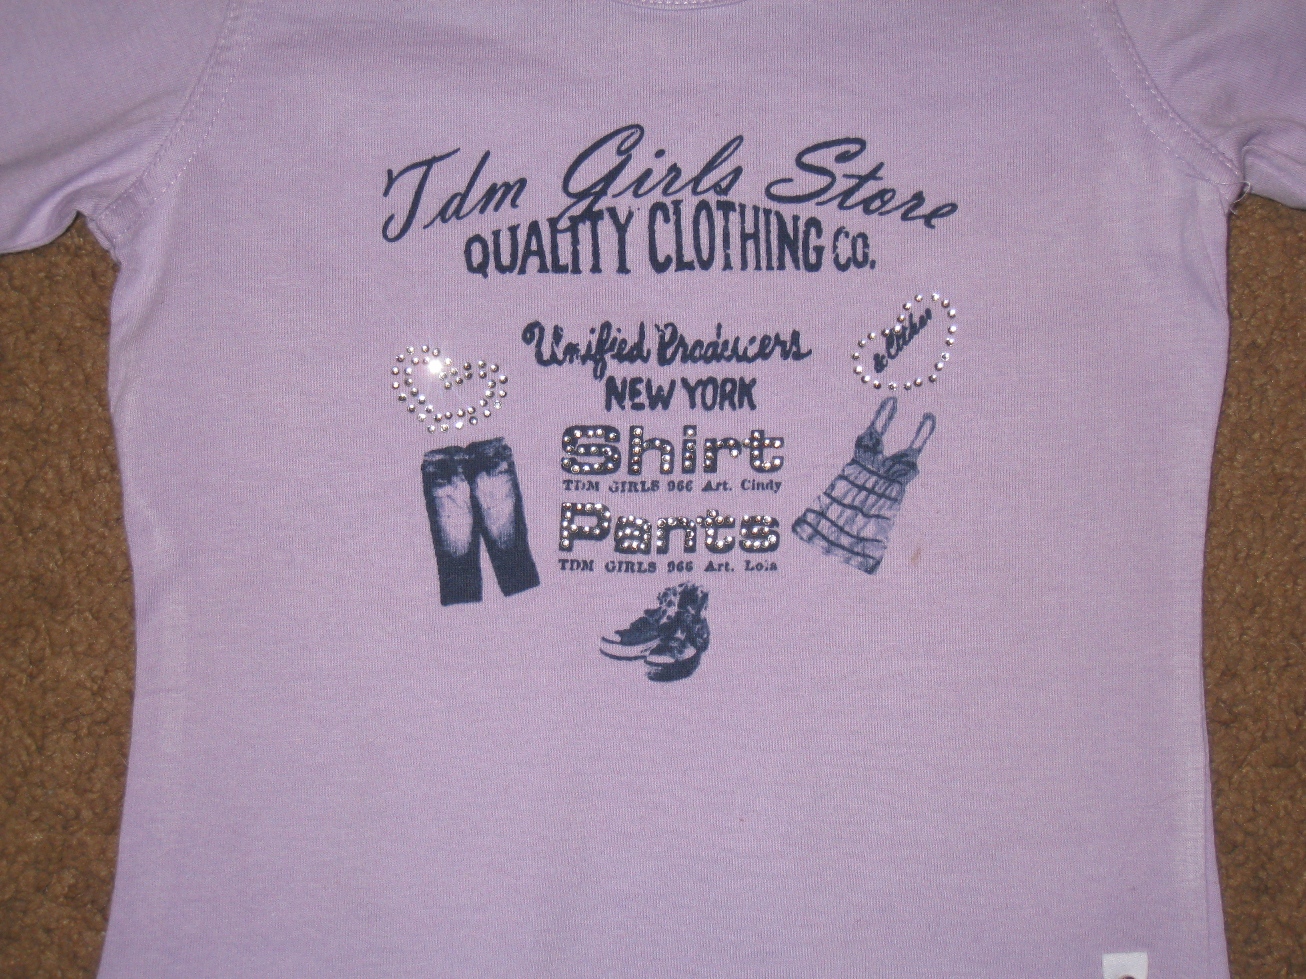 Tdm Girls Store
QUALITY CLOTHING CO.
Unified Producers
NEW YORK
Shirt
TDM GIRLS 966 Art. Cindy
Pants
TDM GIRLS 966 Art. Lola